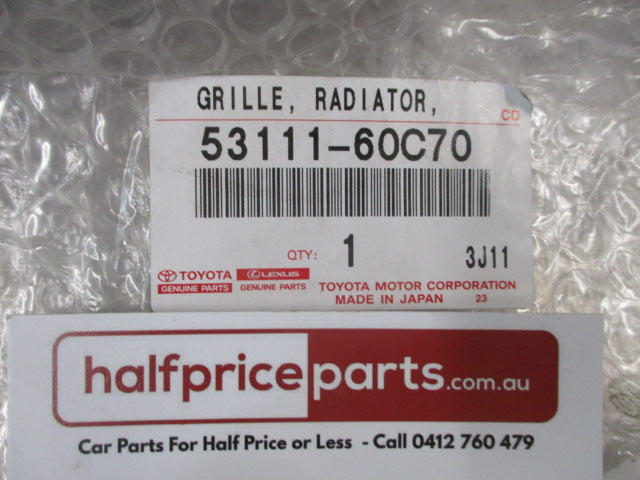 GRILLE, RADIATOR,
CD
53111-60C70
QTY: 1 3J11
TOYOTA LEXUS TOYOTA MOTOR CORPORATION
GENUINE PARTS GENUINE PARTS MADE IN JAPAN 23
halfpriceparts.com.au
Car Parts For Half Price or Less - Call 0412 760 479